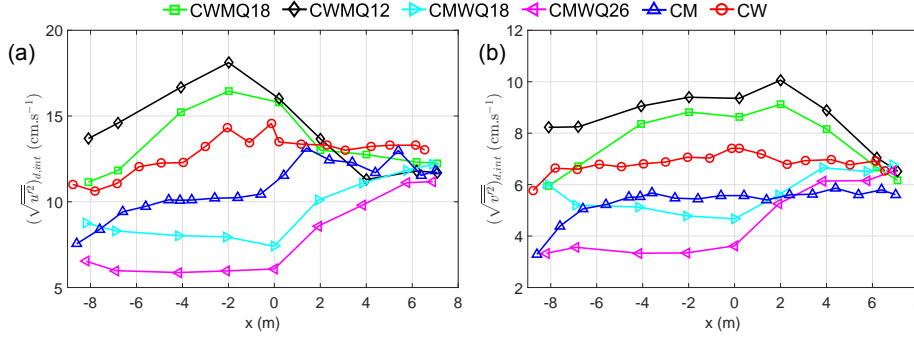 CWMQ18 CWMQ12 CMWQ18 CMWQ26 CM CW
(a) (b)
20 15 10 5
12 10 8 6 4 2
-8 -6 -4 -2 0 2 4 6 8
-8 -6 -4 -2 0 2 4 6
x (m) x (m)
(√u′²)d,int (cm.s⁻¹)
(√v′²)d,int (cm.s⁻¹)